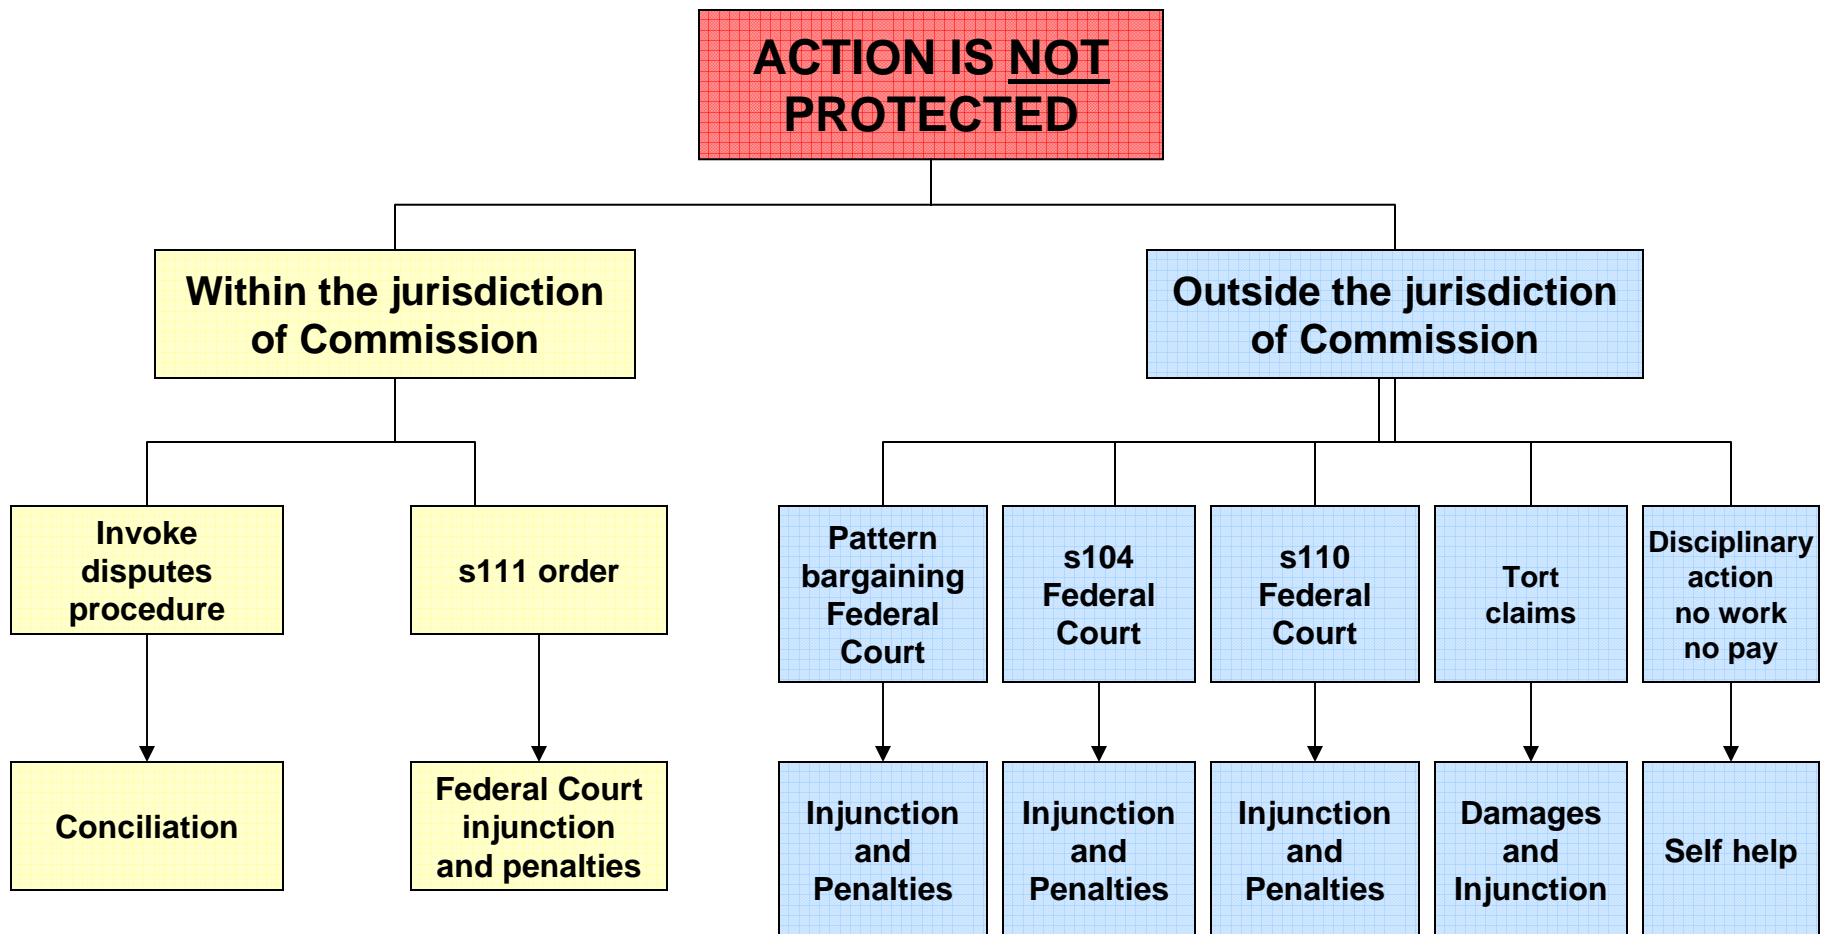 ACTION IS NOT
PROTECTED
Within the jurisdiction
of Commission
Outside the jurisdiction
of Commission
Invoke
disputes
procedure
s111 order
Pattern
bargaining
Federal
Court
s104
Federal
Court
s110
Federal
Court
Tort
claims
Disciplinary
action
no work
no pay
Conciliation
Federal Court
injunction
and penalties
Injunction
and
Penalties
Injunction
and
Penalties
Injunction
and
Penalties
Damages
and
Injunction
Self help